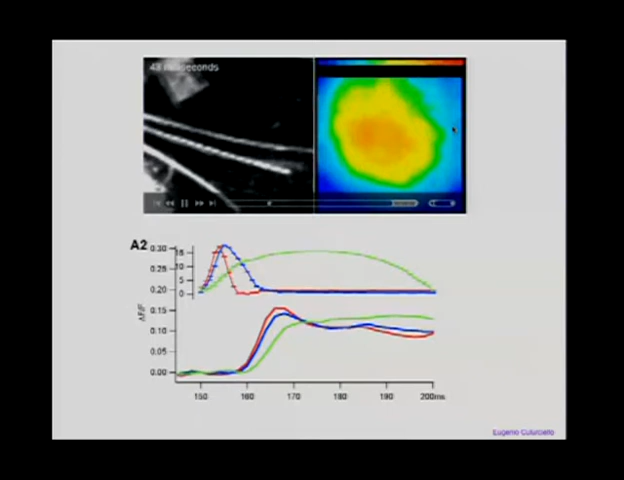 48 milliseconds
A2
0.30
15
0.25
10
5
0.20
0
0.15
ΔF/F
0.10
0.05
0.00
150 160 170 180 190 200ms
Eugenio Culurciello